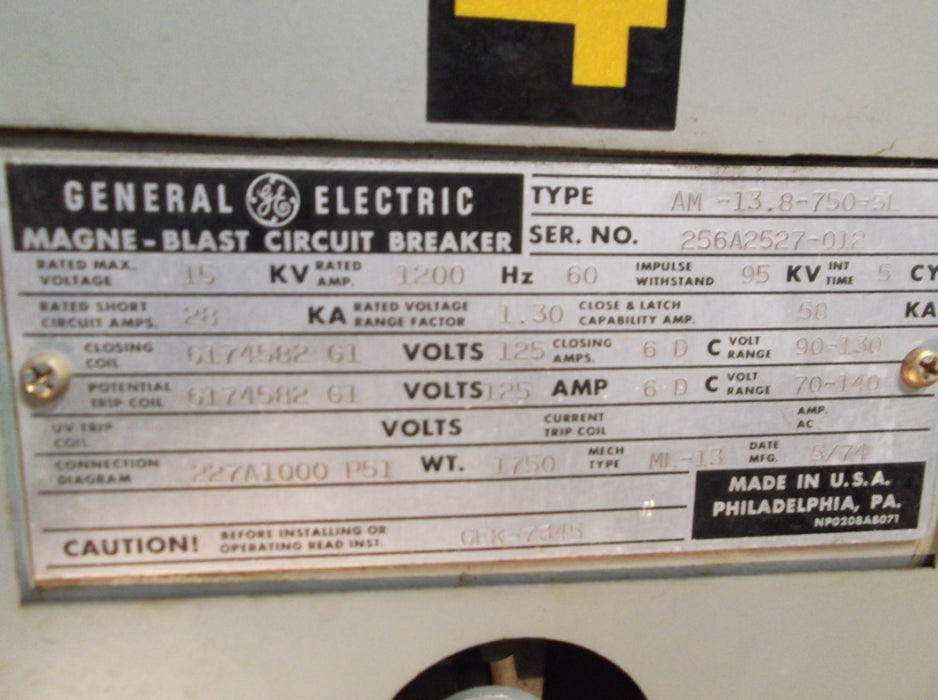 GENERAL GE ELECTRIC
MAGNE-BLAST CIRCUIT BREAKER
TYPE AM -13.8-750-5L
SER. NO. 256A2527-012
RATED MAX. VOLTAGE 15 KV RATED AMP. 1200 Hz 60 IMPULSE WITHSTAND 95 KV INT TIME 5 CY
RATED SHORT CIRCUIT AMPS. 28 KA RATED VOLTAGE RANGE FACTOR 1.30 CLOSE & LATCH CAPABILITY AMP. 58 KA
CLOSING COIL 6174582 G1 VOLTS 125 CLOSING AMPS. 6 D C VOLT RANGE 90-130
POTENTIAL TRIP COIL 6174582 G1 VOLTS 125 AMP 6 D C VOLT RANGE 70-140
UV TRIP COIL VOLTS CURRENT TRIP COIL AMP. AC
CONNECTION DIAGRAM 227A1000 P51 WT. 1750 MECH TYPE ML-13 DATE MFG. 5/74
MADE IN U.S.A.
PHILADELPHIA, PA.
NP0208AB071
CAUTION! BEFORE INSTALLING OR OPERATING READ INST.